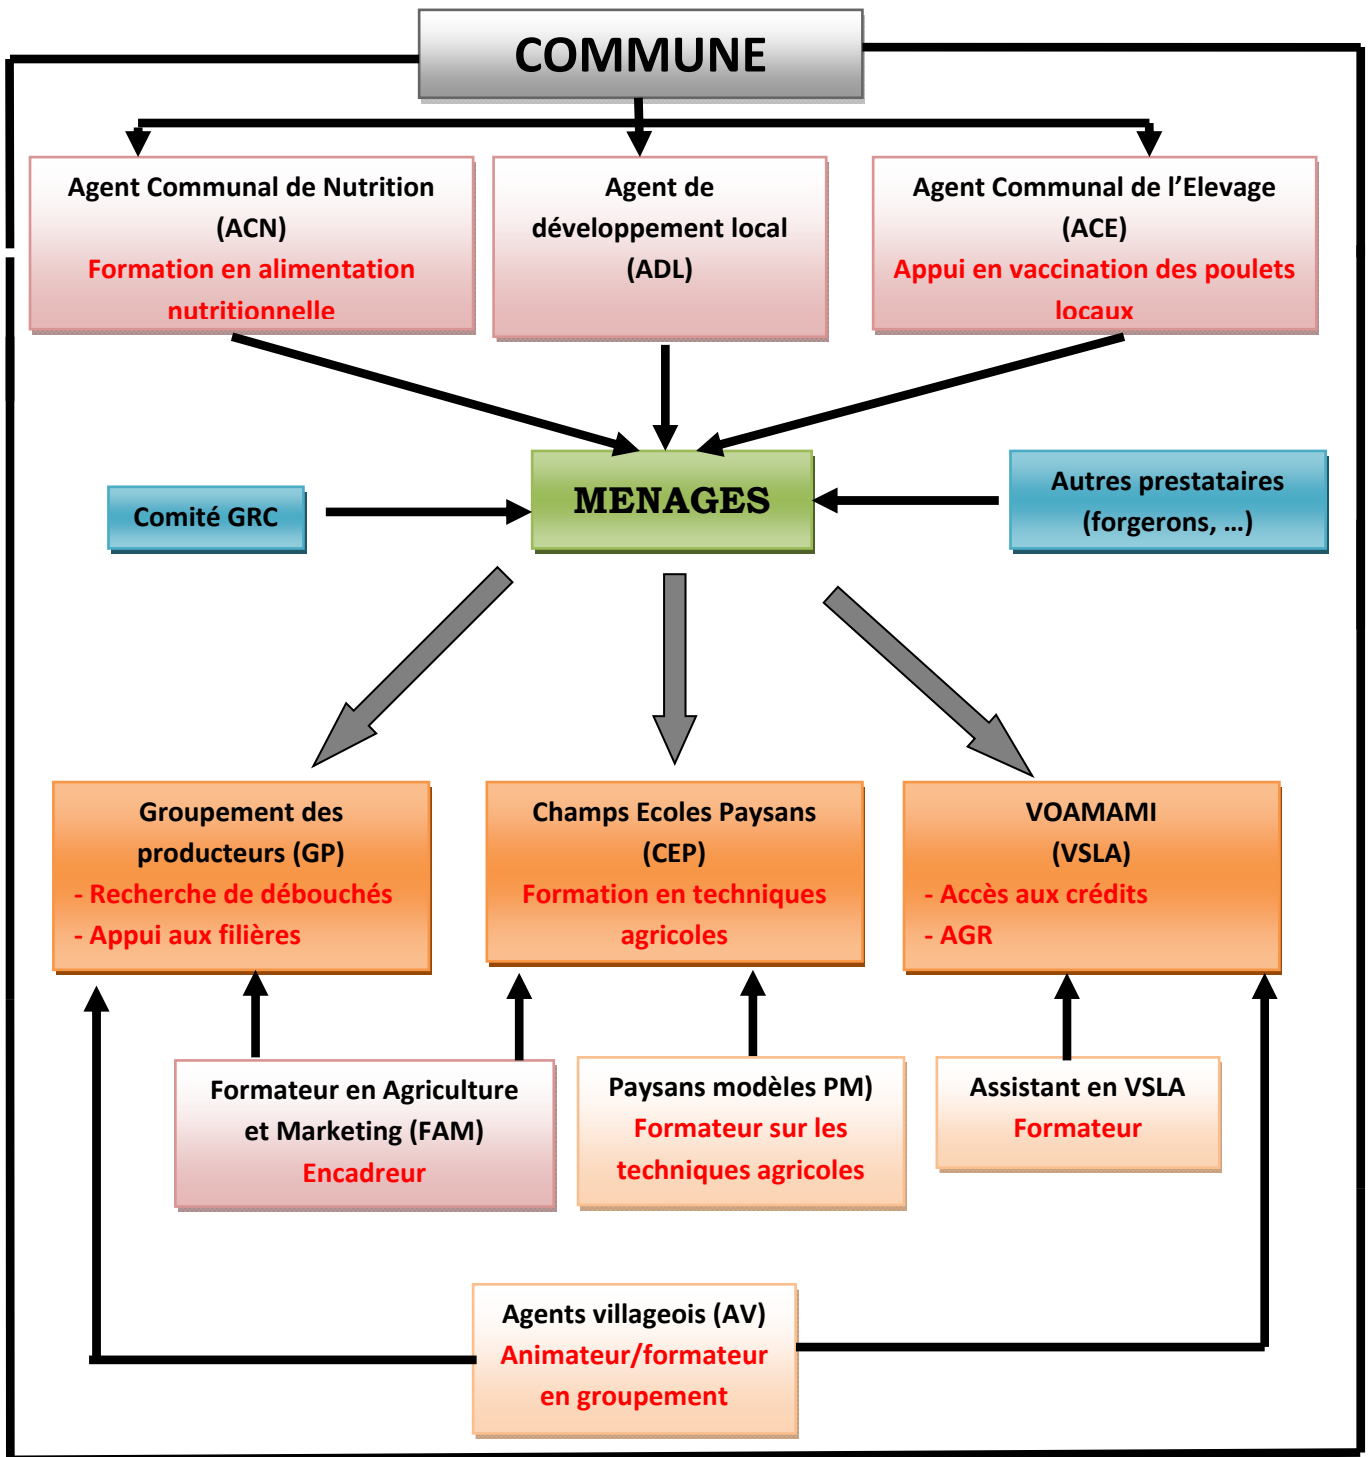 COMMUNE
Agent Communal de Nutrition
(ACN)
Formation en alimentation
nutritionnelle
Agent de
développement local
(ADL)
Agent Communal de l’Elevage
(ACE)
Appui en vaccination des poulets
locaux
Comité GRC
MENAGES
Autres prestataires
(forgerons, …)
Groupement des
producteurs (GP)
- Recherche de débouchés
- Appui aux filières
Champs Ecoles Paysans
(CEP)
Formation en techniques
agricoles
VOAMAMI
(VSLA)
- Accès aux crédits
- AGR
Formateur en Agriculture
et Marketing (FAM)
Encadreur
Paysans modèles PM)
Formateur sur les
techniques agricoles
Assistant en VSLA
Formateur
Agents villageois (AV)
Animateur/formateur
en groupement